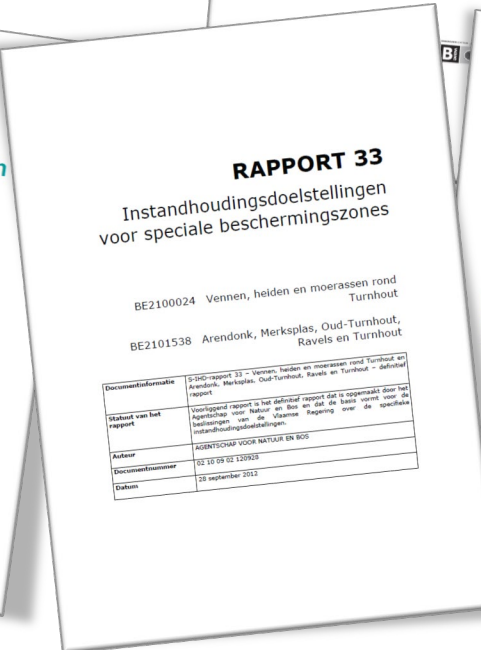 B
n
RAPPORT 33
Instandhoudingsdoelstellingen
voor speciale beschermingszones
BE2100024 Vennen, heiden en moerassen rond
Turnhout
BE2101538 Arendonk, Merksplas, Oud-Turnhout,
Ravels en Turnhout
Documentinformatie S-IHD-rapport 33 – Vennen, heiden en moerassen rond Turnhout en
Arendonk, Merksplas, Oud-Turnhout, Ravels en Turnhout – definitief
rapport
Statuut van het
rapport
Voorliggend rapport is het definitief rapport dat is opgemaakt door het
Agentschap voor Natuur en Bos en dat de basis vormt voor de
beslissingen van de Vlaamse Regering over de specifieke
instandhoudingsdoelstellingen.
Auteur AGENTSCHAP VOOR NATUUR EN BOS
Documentnummer 02 10 09 02 120928
Datum 28 september 2012